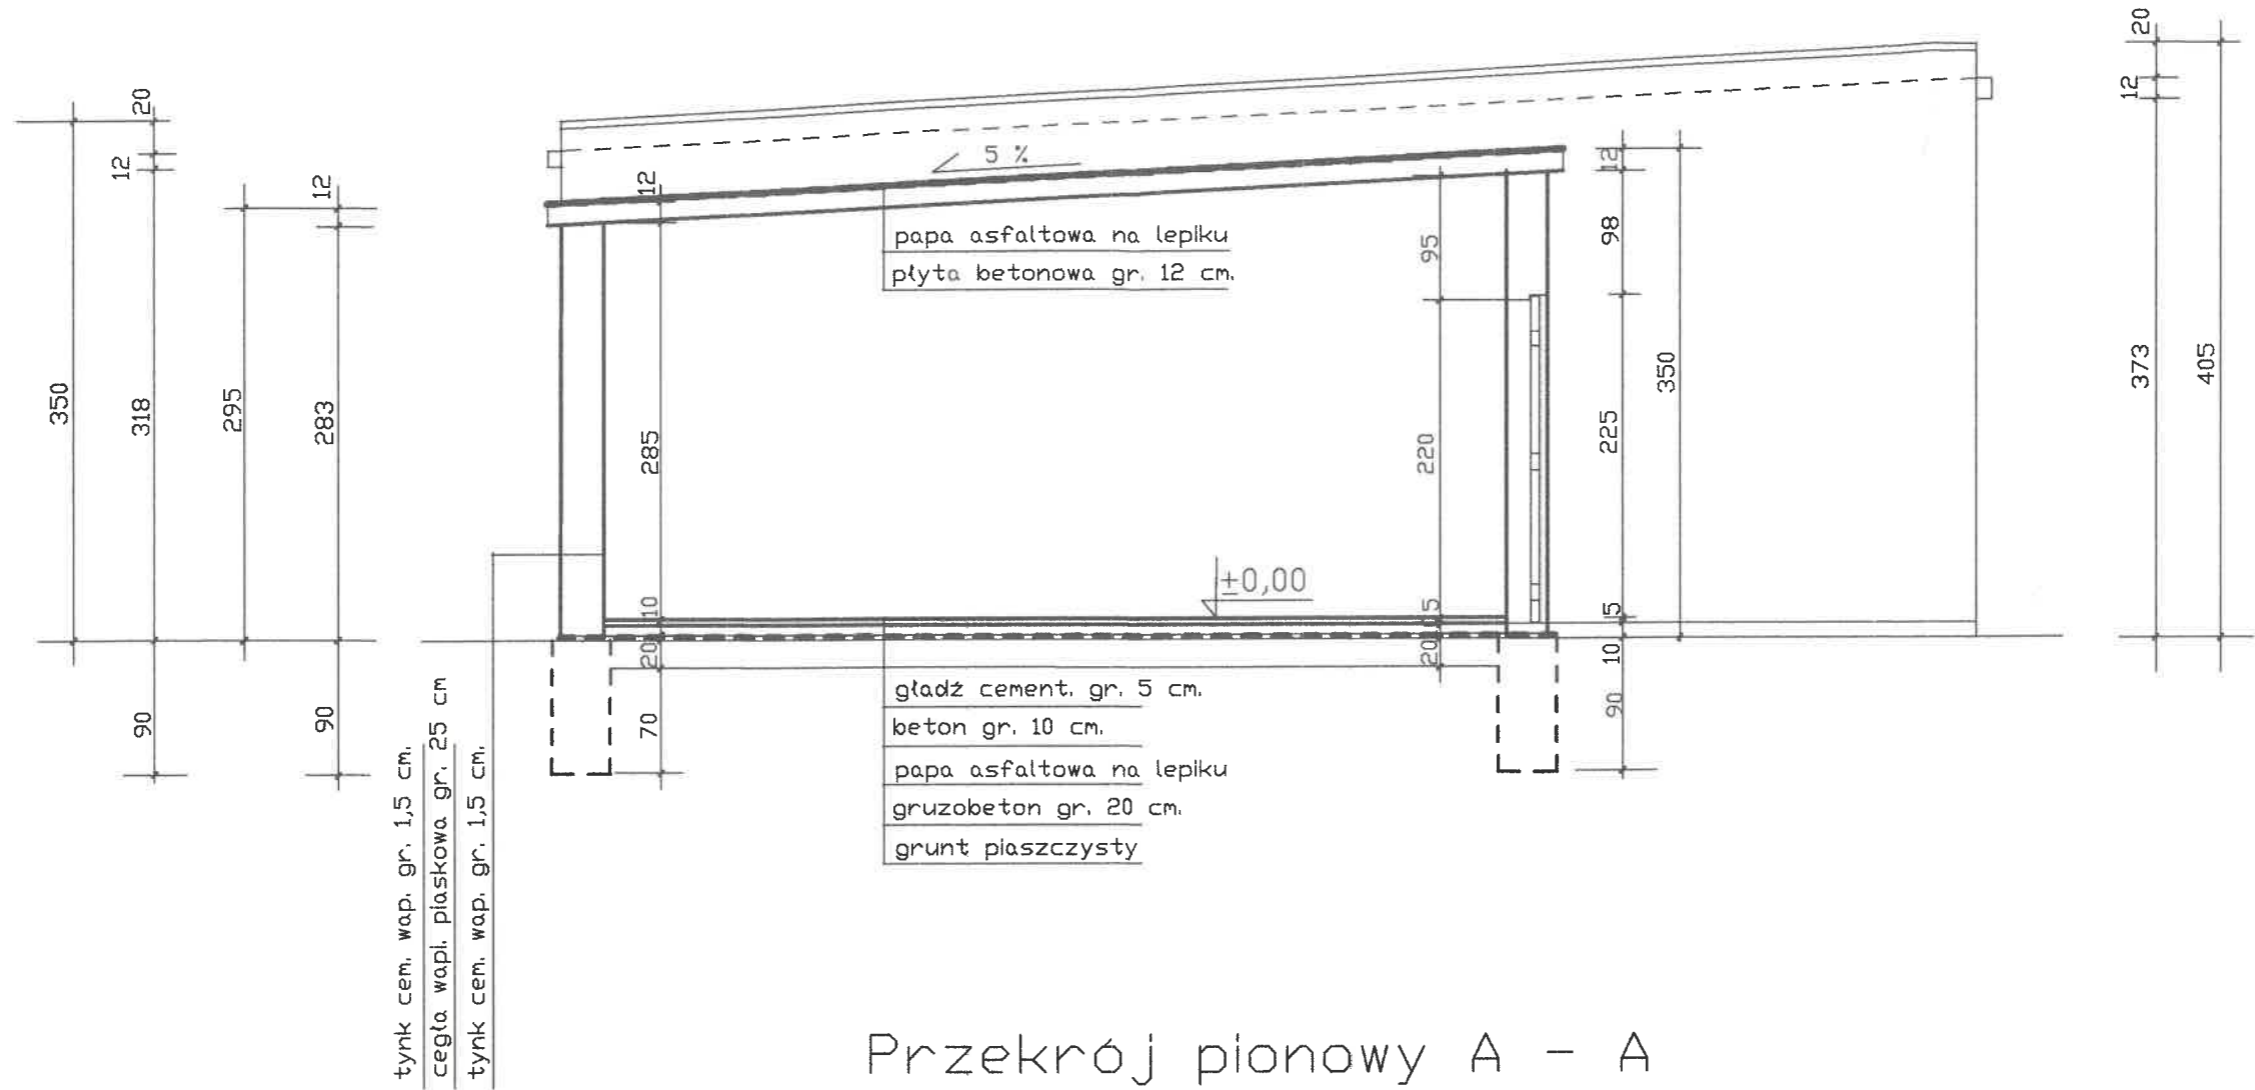 20
12
350
318
295
12
283
90
90
12
285
10
20
70
5 %
papa asfaltowa na lepiku
płyta betonowa gr. 12 cm.
95
220
15
20
±0,00
12
98
350
225
15
10
90
20
12
373
405
gładź cement. gr. 5 cm.
beton gr. 10 cm.
papa asfaltowa na lepiku
gruzobeton gr. 20 cm.
grunt piaszczysty
tynk cem. wap. gr. 1,5 cm.
cegła wapi. piaskowa gr. 25 cm
tynk cem. wap. gr. 1,5 cm.
Przekrój pionowy A - A